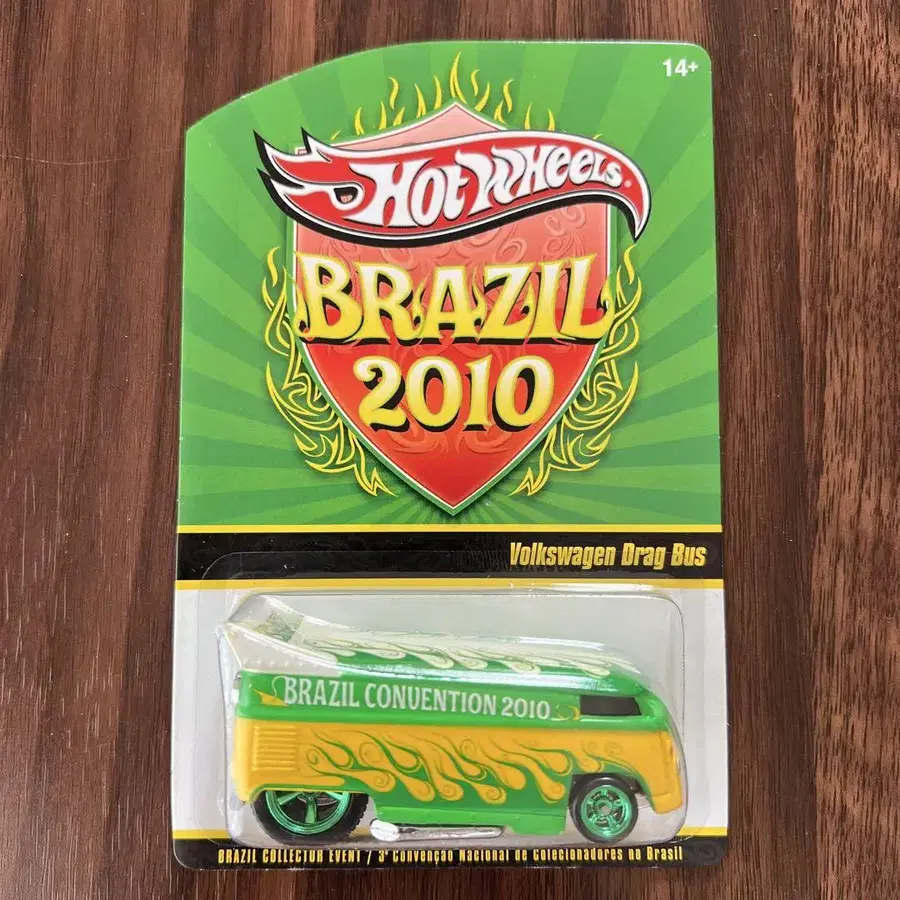 14+
Hot Wheels®
BRAZIL
2010
Volkswagen Drag Bus
BRAZIL CONVENTION 2010
BRAZIL COLLECTOR EVENT / 3ª Convenção Nacional de Colecionadores no Brasil